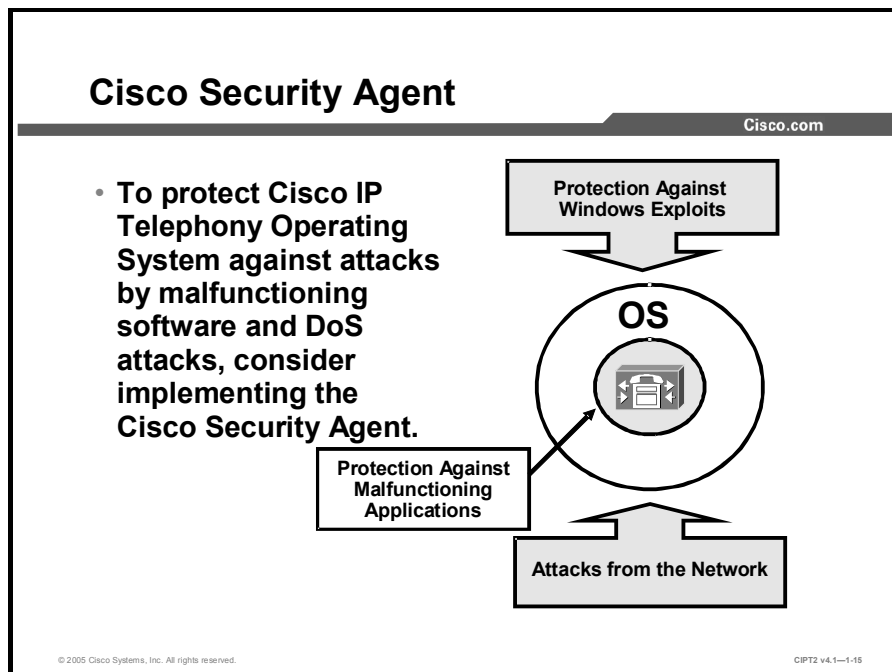 Cisco Security Agent
Cisco.com
• To protect Cisco IP
Telephony Operating
System against attacks
by malfunctioning
software and DoS
attacks, consider
implementing the
Cisco Security Agent.
Protection Against
Windows Exploits
OS
Protection Against
Malfunctioning
Applications
Attacks from the Network
© 2005 Cisco Systems, Inc. All rights reserved.
CIPT2 v4.1—1-15